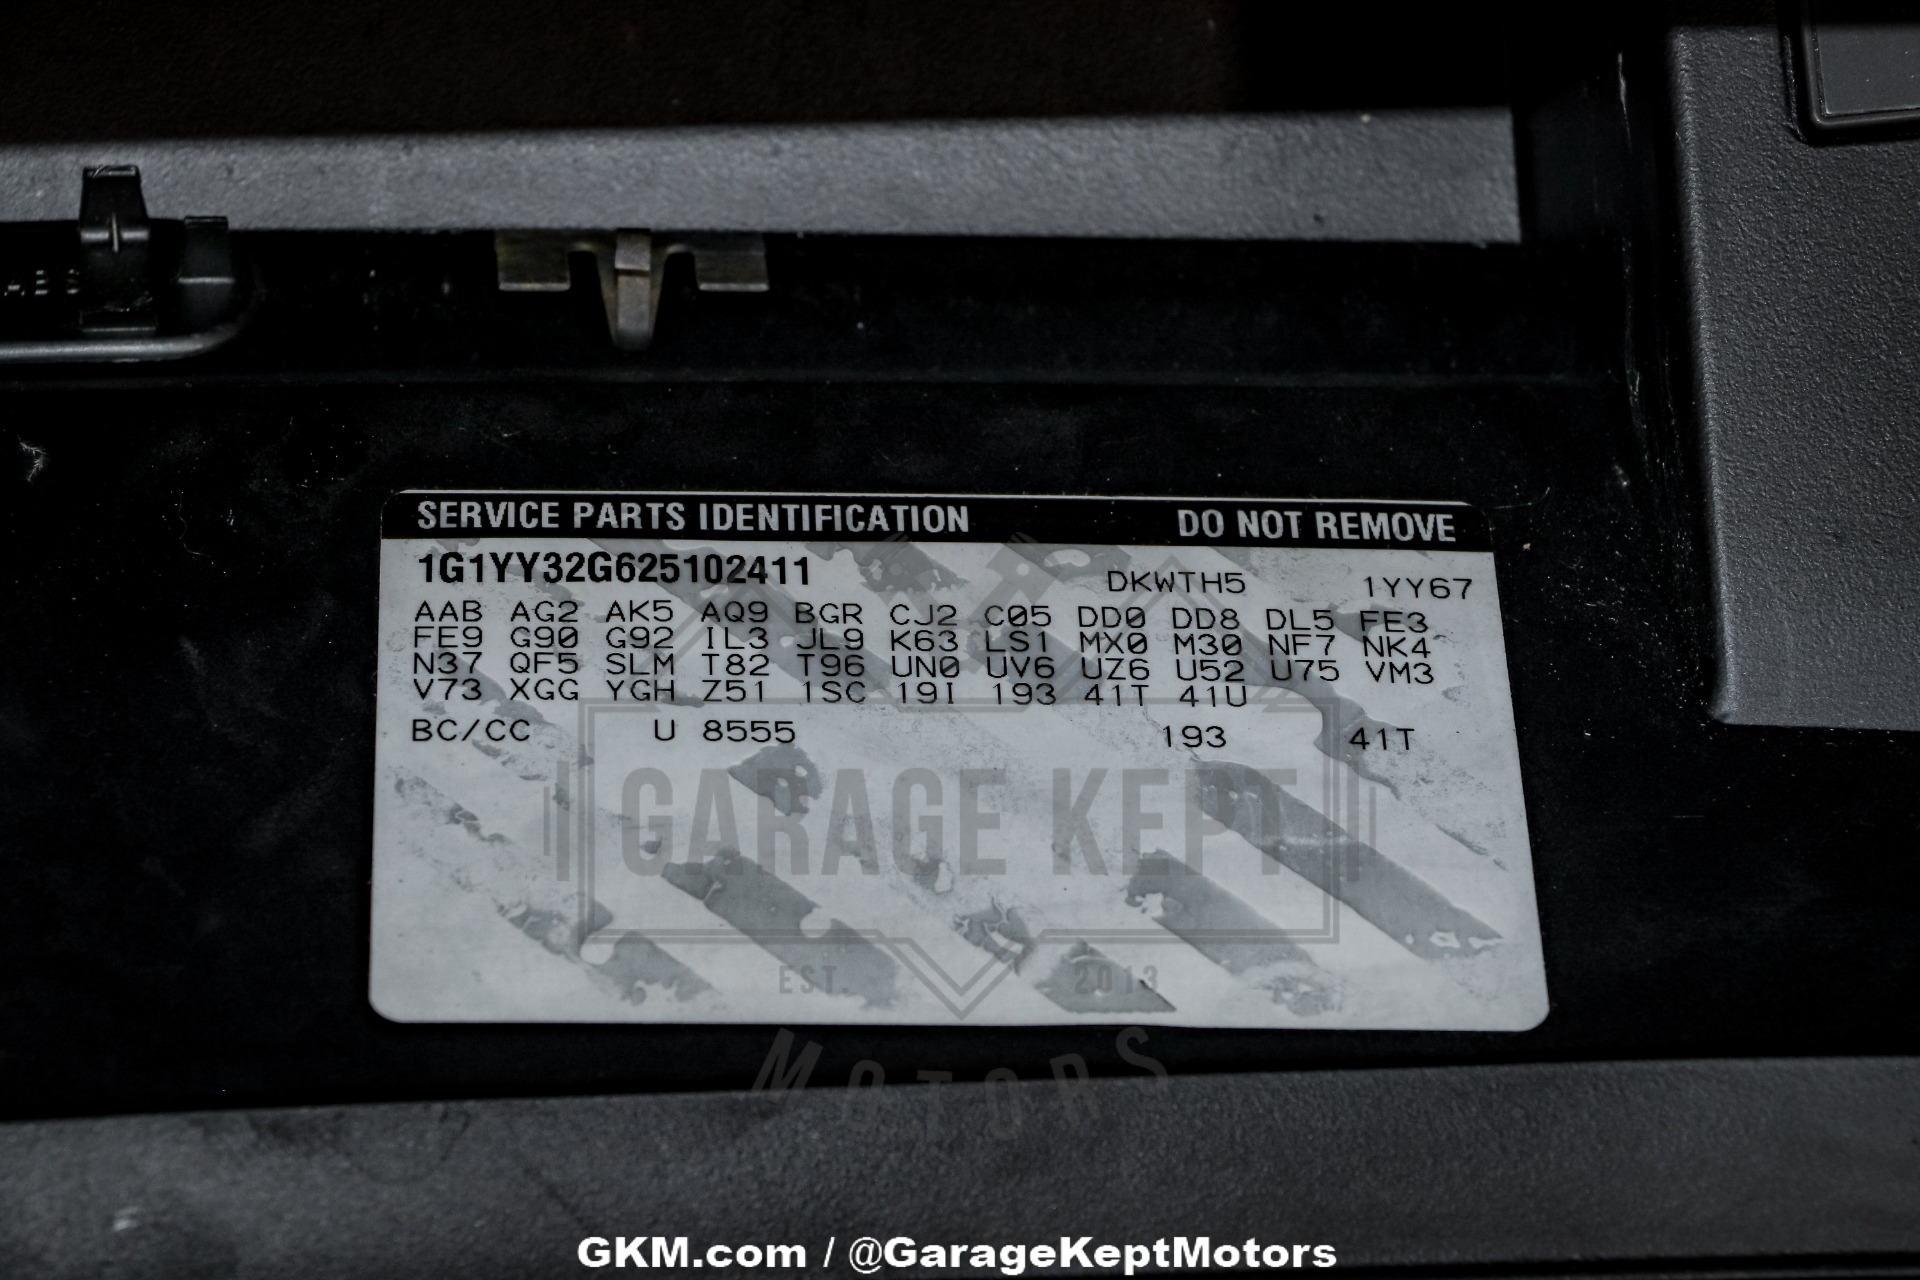 SERVICE PARTS IDENTIFICATION DO NOT REMOVE
1G1YY32G625102411 DKWTH5 1YY67
AAB AG2 AK5 AQ9 BGR CJ2 C05 DD0 DD8 DL5 FE3
FE9 G90 G92 IL3 JL9 K63 LS1 MX0 M30 NF7 NK4
N37 QF5 SLM T82 T96 UN0 UV6 UZ6 U52 U75 VM3
V73 XGG YGH Z51 1SC 19I 193 41T 41U
BC/CC U 8555 193 41T
GARAGE KEPT
EST. 2013
MOTORS
GKM.com / @GarageKeptMotors